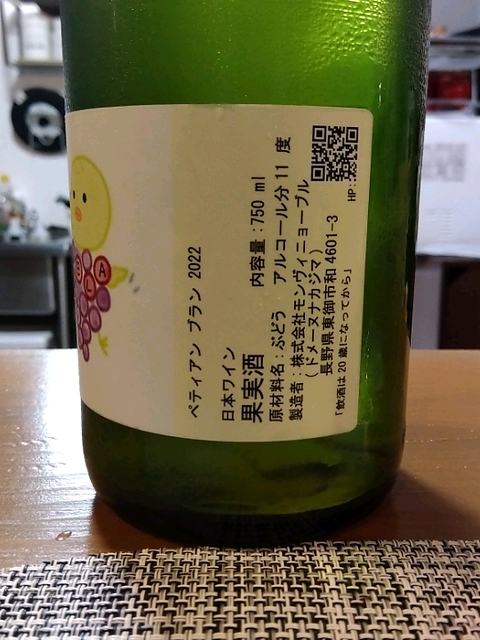 ペティアン ブラン 2022
日本ワイン
果実酒 内容量：750 ml
原材料名：ぶどう アルコール分 11 度
製造者：株式会社モンヴィニョーブル
（ドメーヌナカジマ）
長野県東御市和 4601-3
「飲酒は 20 歳になってから」
HP:
L A